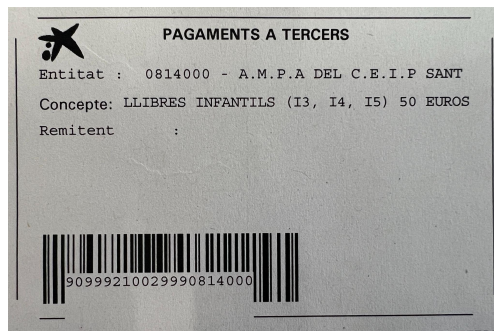 PAGAMENTS A TERCERS
Entitat : 0814000 - A.M.P.A DEL C.E.I.P SANT
Concepte: LLIBRES INFANTILS (I3, I4, I5) 50 EUROS
Remitent :
90999210029990814000